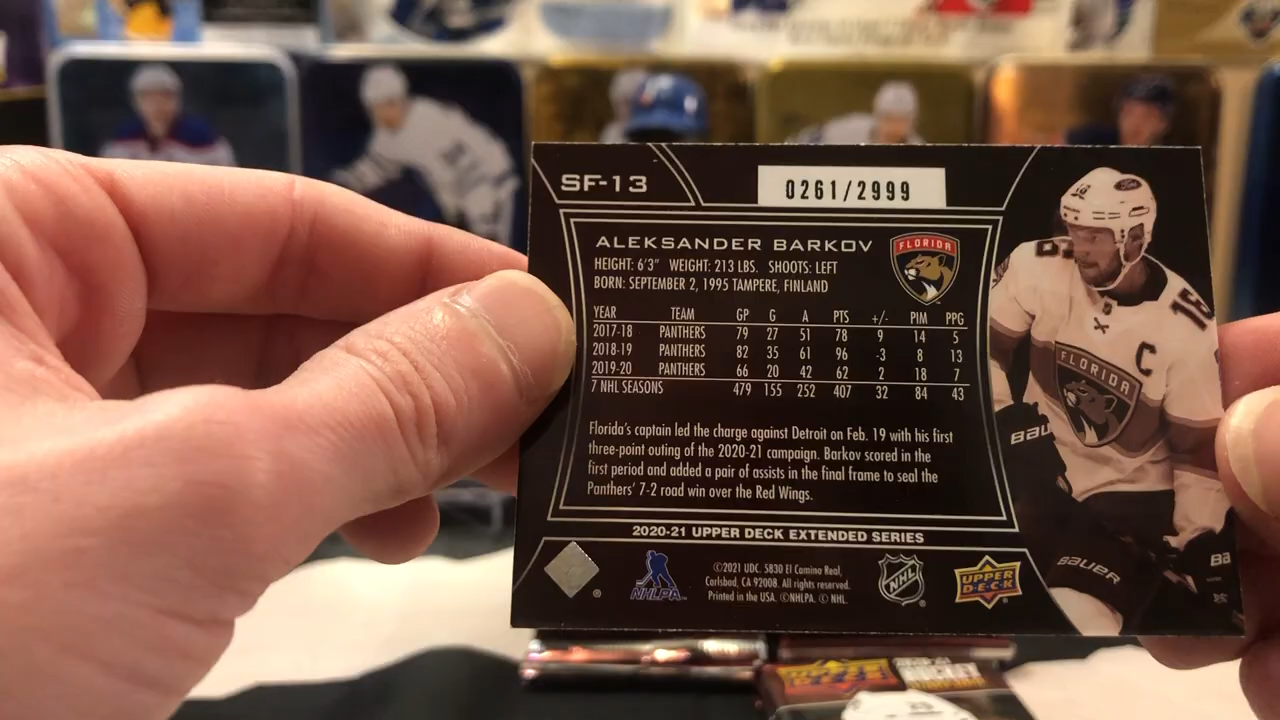 SF-13
0261/2999
ALEKSANDER BARKOV
FLORIDA
HEIGHT: 6'3" WEIGHT: 213 LBS. SHOOTS: LEFT
BORN: SEPTEMBER 2, 1995 TAMPERE, FINLAND
YEAR TEAM GP G A PTS +/- PIM PPG
2017-18 PANTHERS 79 27 51 78 9 14 5
2018-19 PANTHERS 82 35 61 96 -3 8 13
2019-20 PANTHERS 66 20 42 62 2 18 7
7 NHL SEASONS 479 155 252 407 32 84 43
Florida's captain led the charge against Detroit on Feb. 19 with his first
three-point outing of the 2020-21 campaign. Barkov scored in the
first period and added a pair of assists in the final frame to seal the
Panthers' 7-2 road win over the Red Wings.
2020-21 UPPER DECK EXTENDED SERIES
©2021 UDC. 5830 El Camino Real,
Carlsbad, CA 92008. All rights reserved.
Printed in the USA. ©NHLPA. © NHL.
NHLPA
NHL
UPPER
D·E·C·K
16
C
FLORIDA
BAU
BAUER
Ba
UPPER
DECK